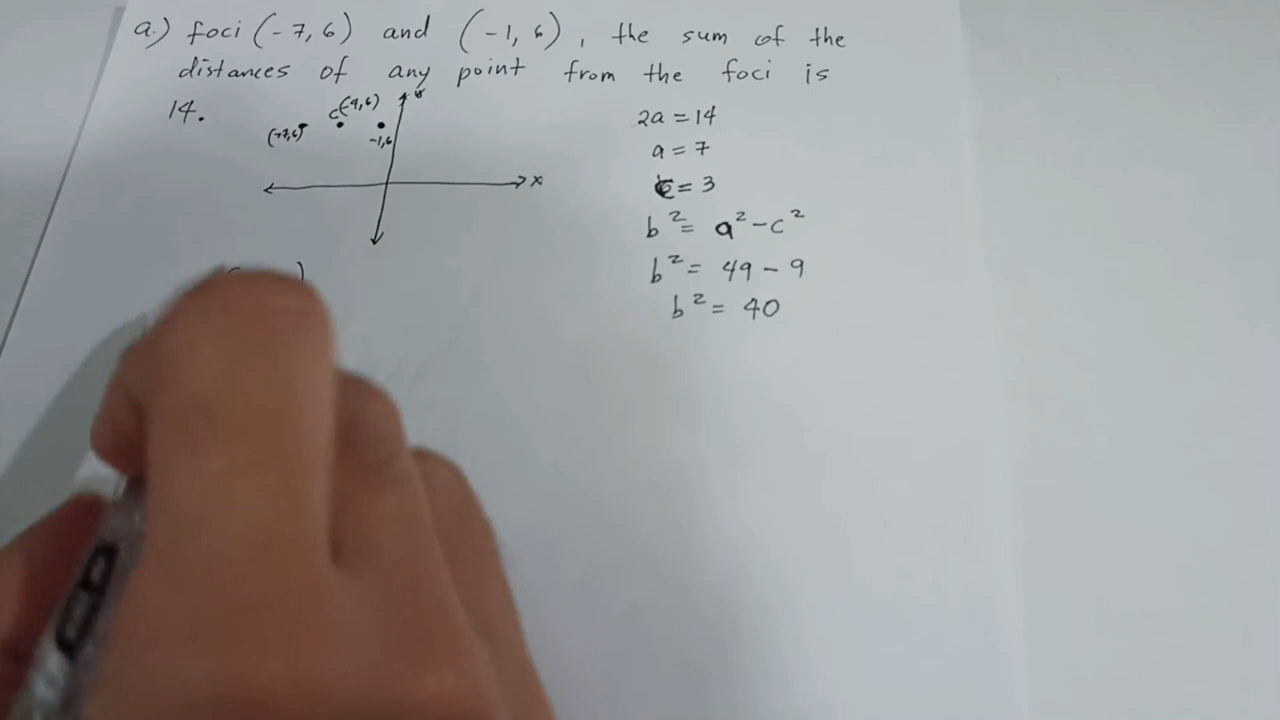 a.) foci (-7, 6) and (-1, 6), the sum of the
distances of any point from the foci is
14.
C(-4,6)
(-7,6)
-1,6
x
2a = 14
a = 7
c = 3
b² = a² - c²
b² = 49 - 9
b² = 40
( )